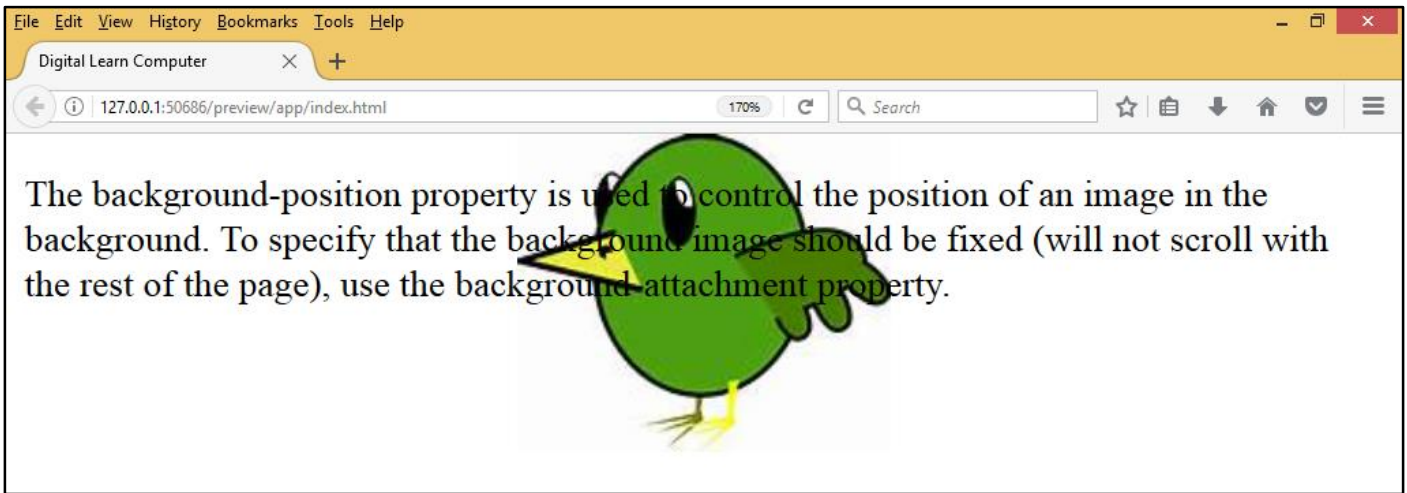 File Edit View History Bookmarks Tools Help
Digital Learn Computer
127.0.0.1:50686/preview/app/index.html 170% Search
The background-position property is used to control the position of an image in the
background. To specify that the background image should be fixed (will not scroll with
the rest of the page), use the background-attachment property.